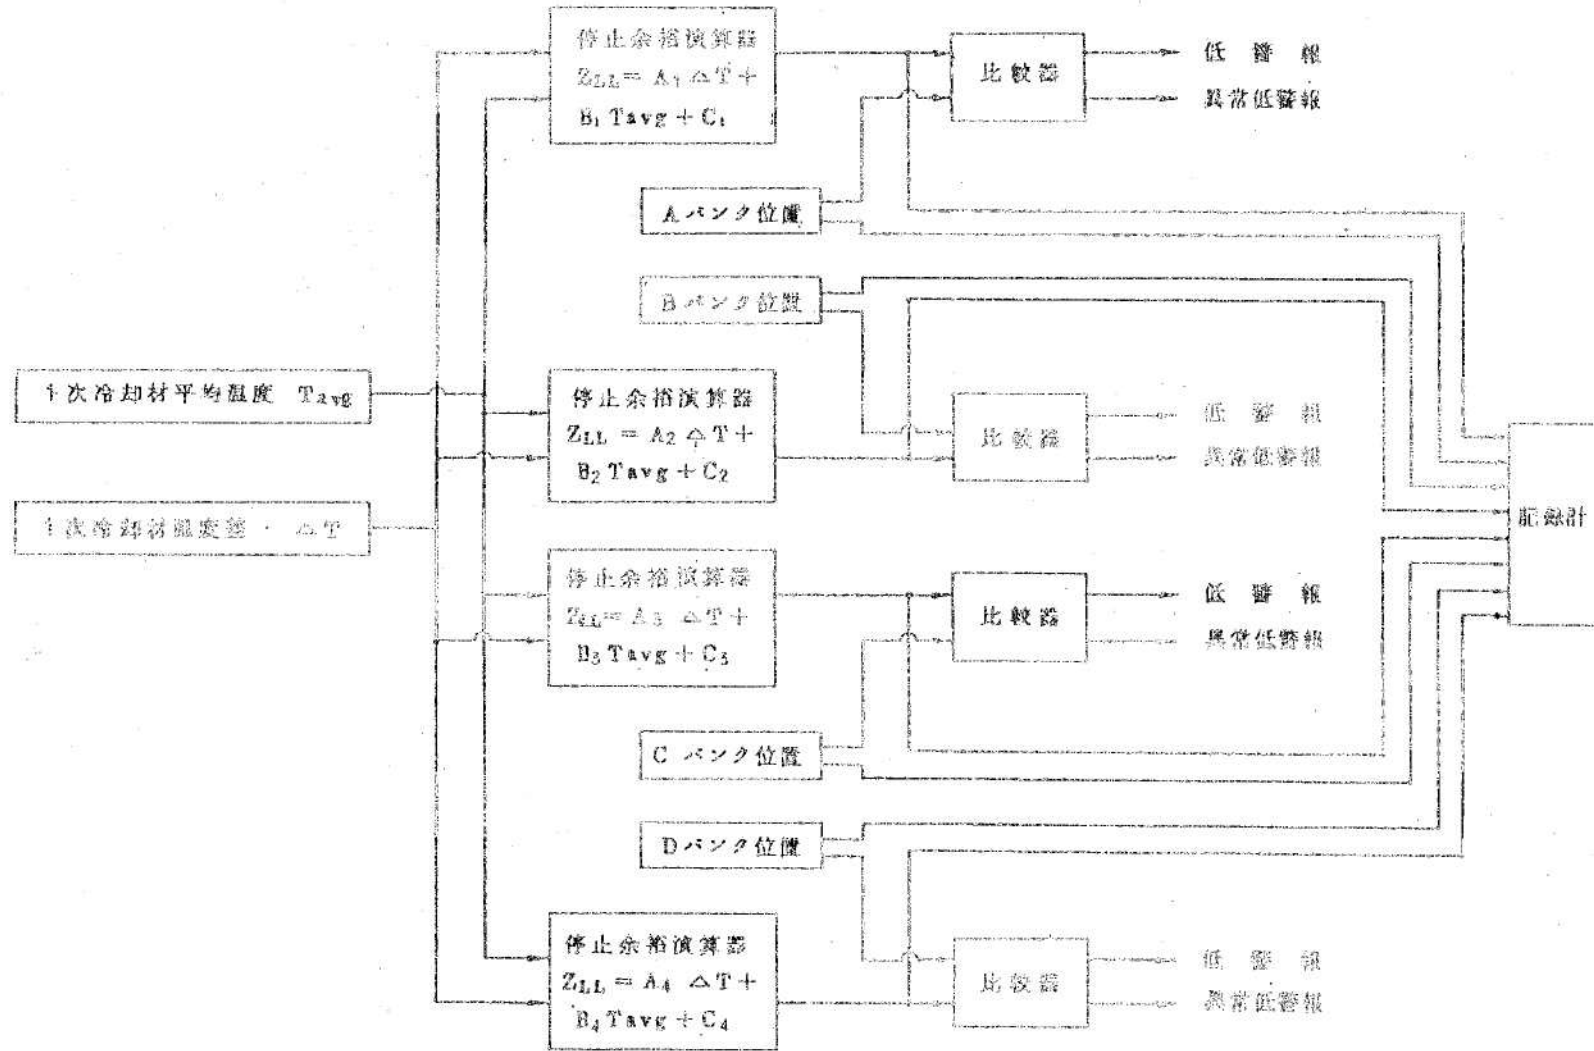 停止余裕演算器
ZLL = A1 △T +
B1 Tavg + C1
比較器
低警報
異常低警報
Aバンク位置
Bバンク位置
1次冷却材平均温度 Tavg
停止余裕演算器
ZLL = A2 △T +
B2 Tavg + C2
比較器
低警報
異常低警報
1次冷却材温度差 · △T
記録計
停止余裕演算器
ZLL = A3 △T +
B3 Tavg + C3
比較器
低警報
異常低警報
Cバンク位置
Dバンク位置
停止余裕演算器
ZLL = A4 △T +
B4 Tavg + C4
比較器
低警報
異常低警報